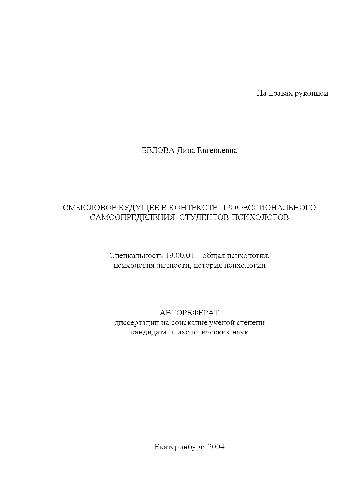 На правах рукописи
БЕЛОВА Дина Евгеньевна
СМЫСЛОВОЕ БУДУЩЕЕ В КОНТЕКСТЕ ПРОФЕССИОНАЛЬНОГО
САМООПРЕДЕЛЕНИЯ СТУДЕНТОВ-ПСИХОЛОГОВ
Специальность 19.00.01 – общая психология,
психология личности, история психологии
АВТОРЕФЕРАТ
диссертации на соискание ученой степени
кандидата психологических наук
Екатеринбург 2004